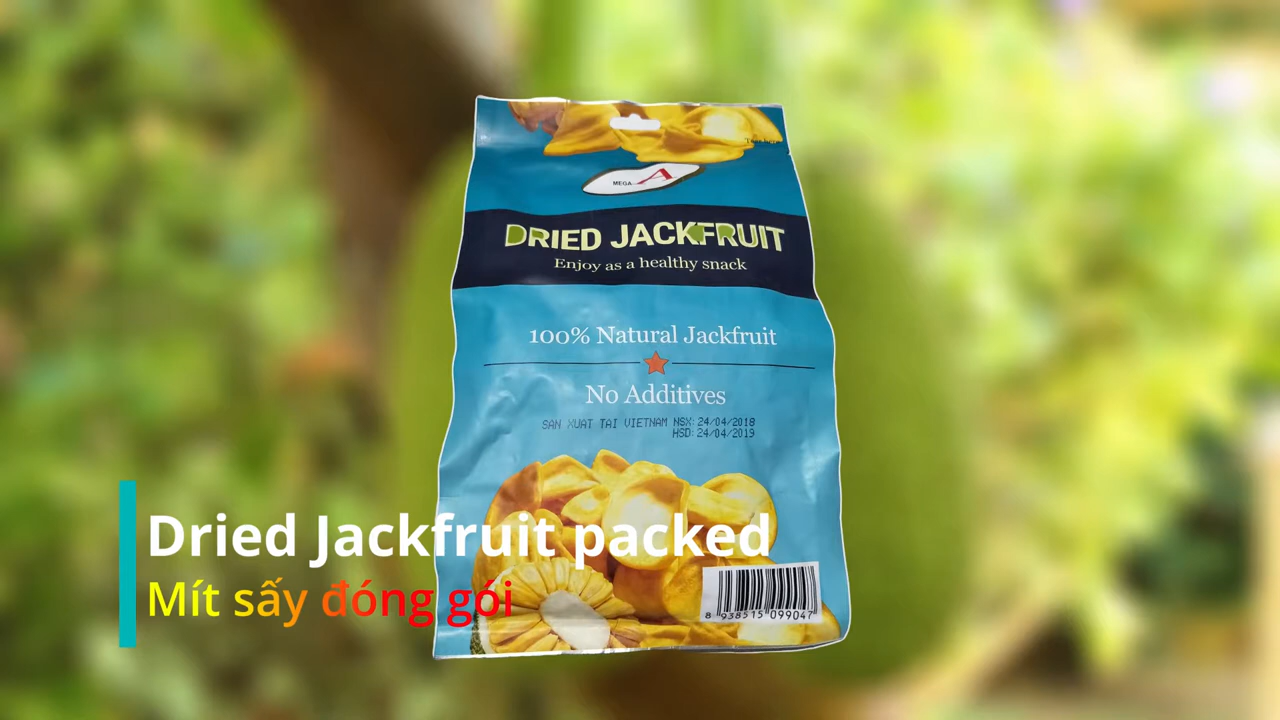 MEGA A
DRIED JACKFRUIT
Enjoy as a healthy snack
100% Natural Jackfruit
No Additives
SAN XUAT TAI VIETNAM NSX: 24/04/2018
HSD: 24/04/2019
Dried Jackfruit packed
Mít sấy đóng gói
8 938515 099047